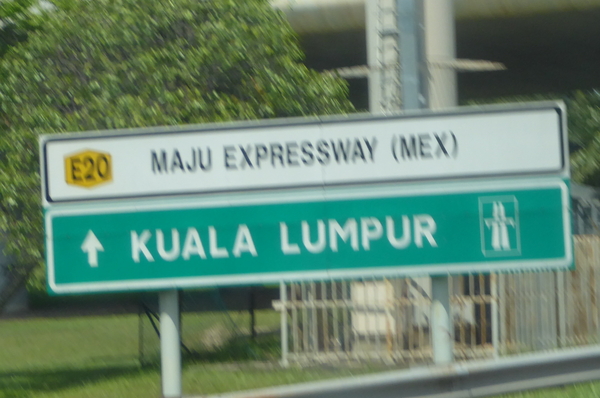 E20 MAJU EXPRESSWAY (MEX)
KUALA LUMPUR